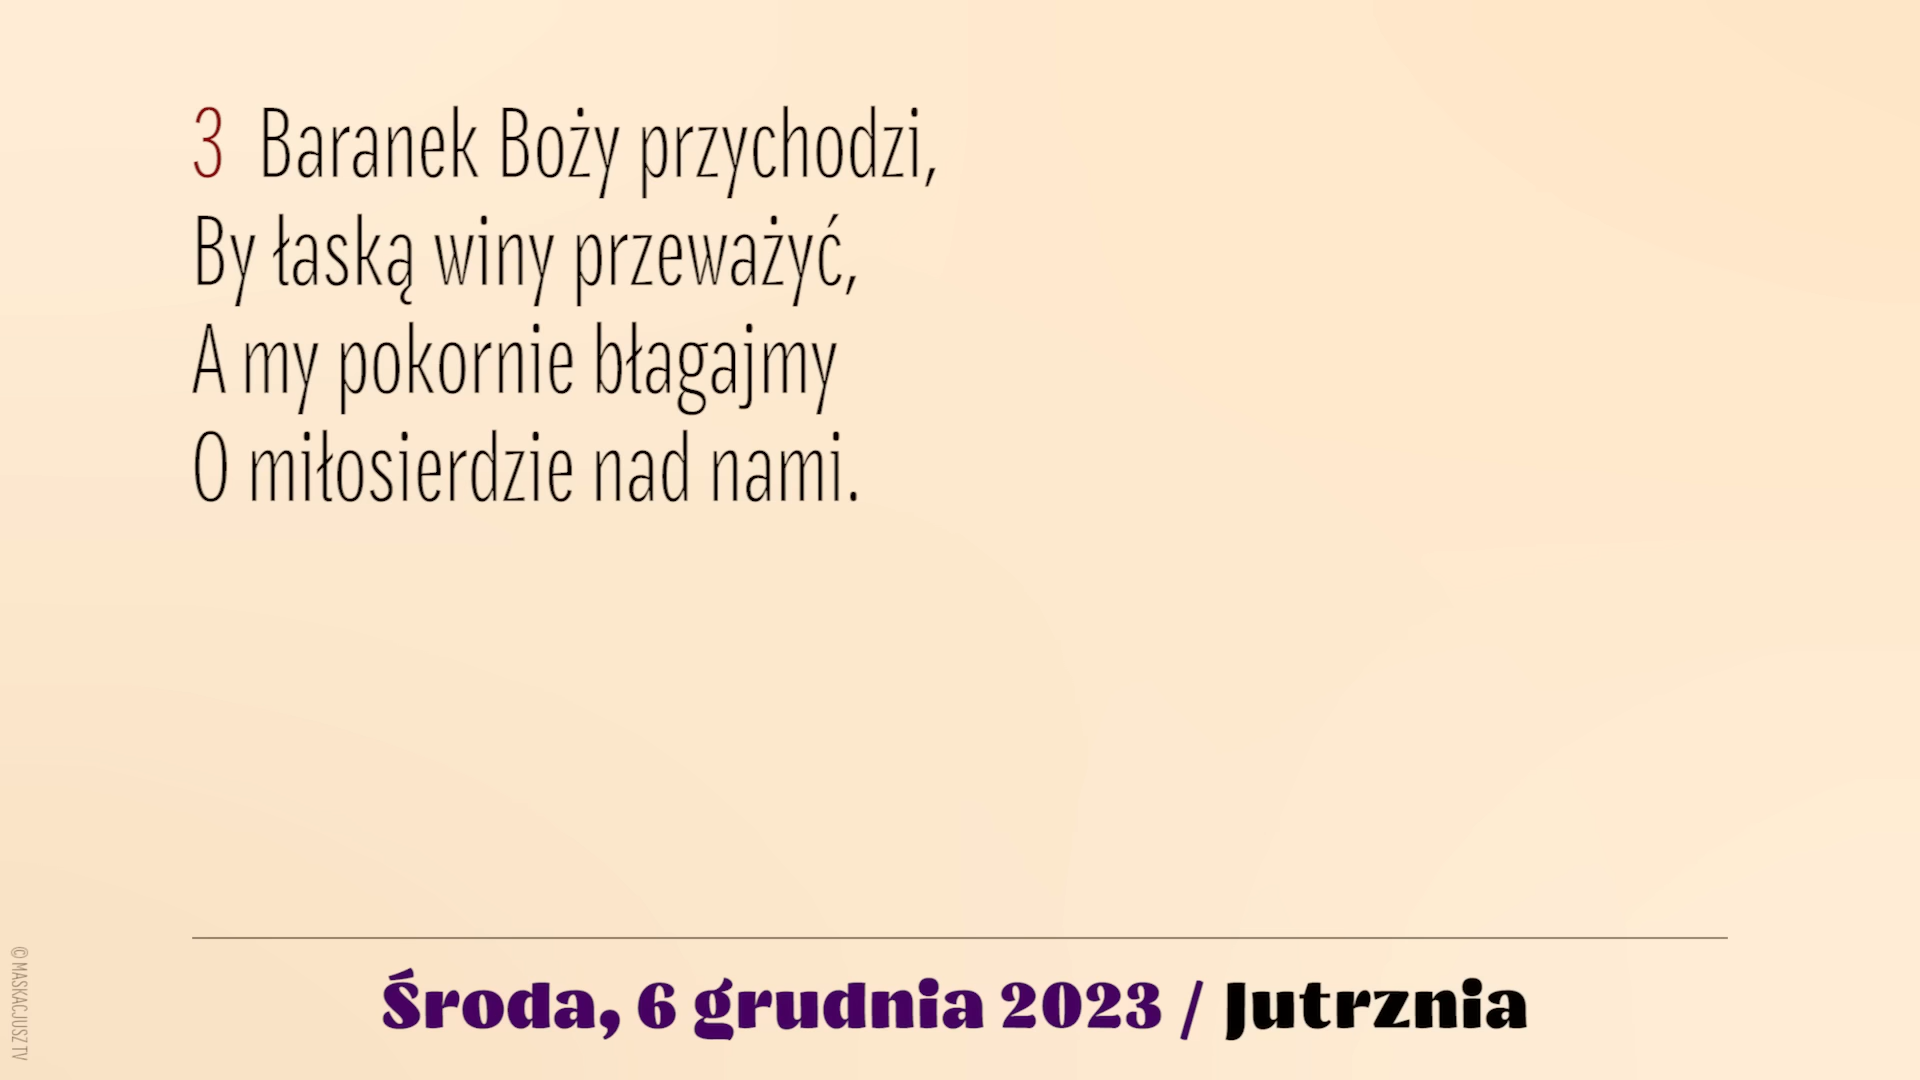 3 Baranek Boży przychodzi,
By łaską winy przeważyć,
A my pokornie błagajmy
O miłosierdzie nad nami.
Środa, 6 grudnia 2023 / Jutrznia
© MASKACJUSZ TV